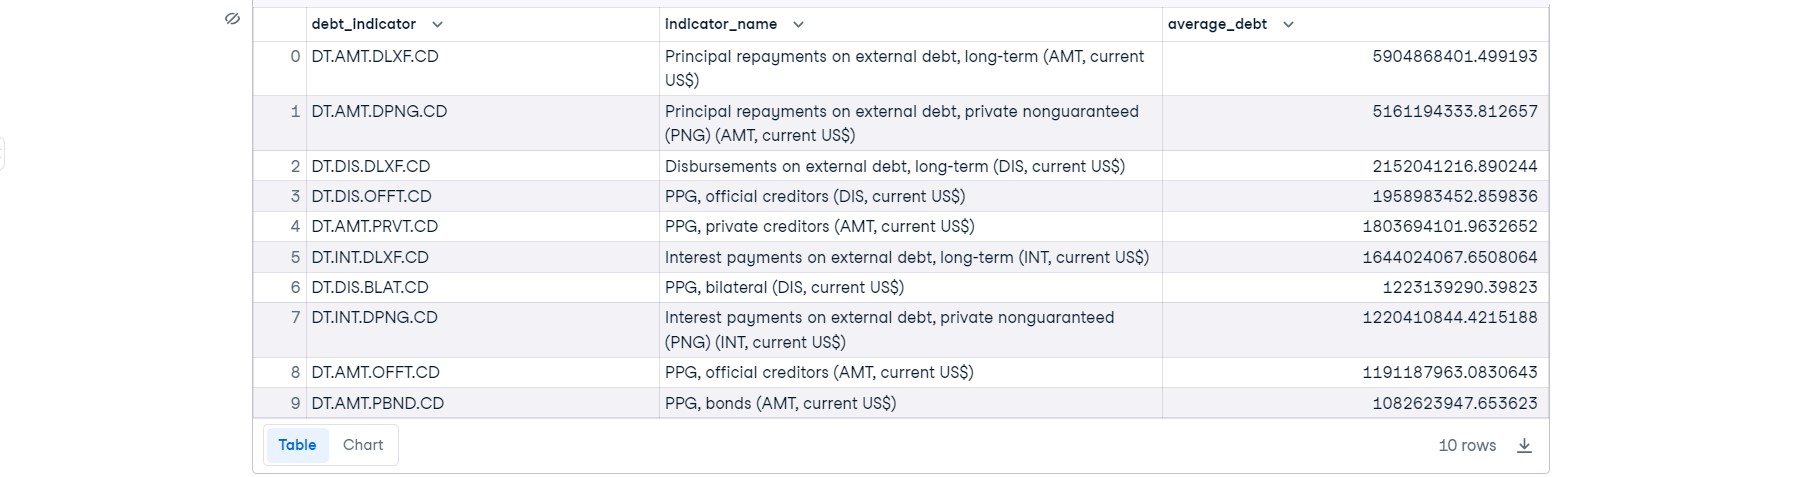 debt_indicator indicator_name average_debt
0 DT.AMT.DLXF.CD Principal repayments on external debt, long-term (AMT, current 5904868401.499193
US$)
1 DT.AMT.DPNG.CD Principal repayments on external debt, private nonguaranteed 5161194333.812657
(PNG) (AMT, current US$)
2 DT.DIS.DLXF.CD Disbursements on external debt, long-term (DIS, current US$) 2152041216.890244
3 DT.DIS.OFFT.CD PPG, official creditors (DIS, current US$) 1958983452.859836
4 DT.AMT.PRVT.CD PPG, private creditors (AMT, current US$) 1803694101.9632652
5 DT.INT.DLXF.CD Interest payments on external debt, long-term (INT, current US$) 1644024067.6508064
6 DT.DIS.BLAT.CD PPG, bilateral (DIS, current US$) 1223139290.39823
7 DT.INT.DPNG.CD Interest payments on external debt, private nonguaranteed 1220410844.4215188
(PNG) (INT, current US$)
8 DT.AMT.OFFT.CD PPG, official creditors (AMT, current US$) 1191187963.0830643
9 DT.AMT.PBND.CD PPG, bonds (AMT, current US$) 1082623947.653623
Table Chart 10 rows